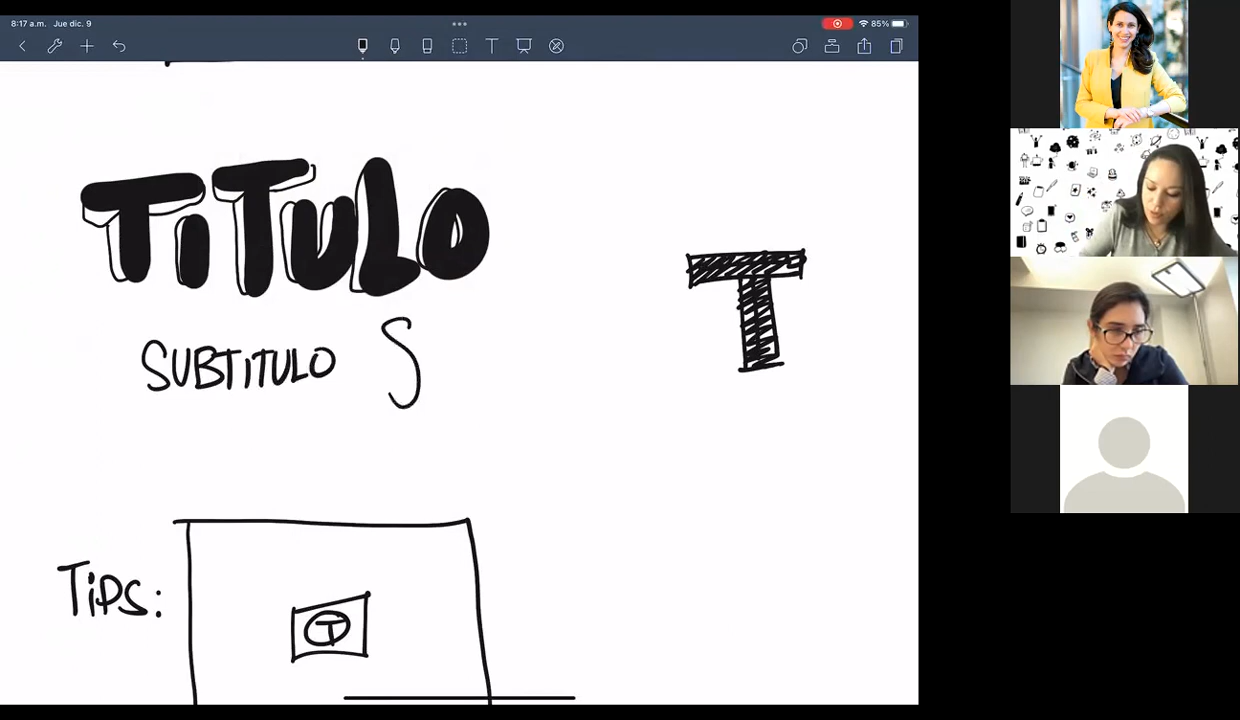 8:17 a.m. Jue dic. 9
85%
T
TiTULO
T
SUBTITULO S
TiPS:
T